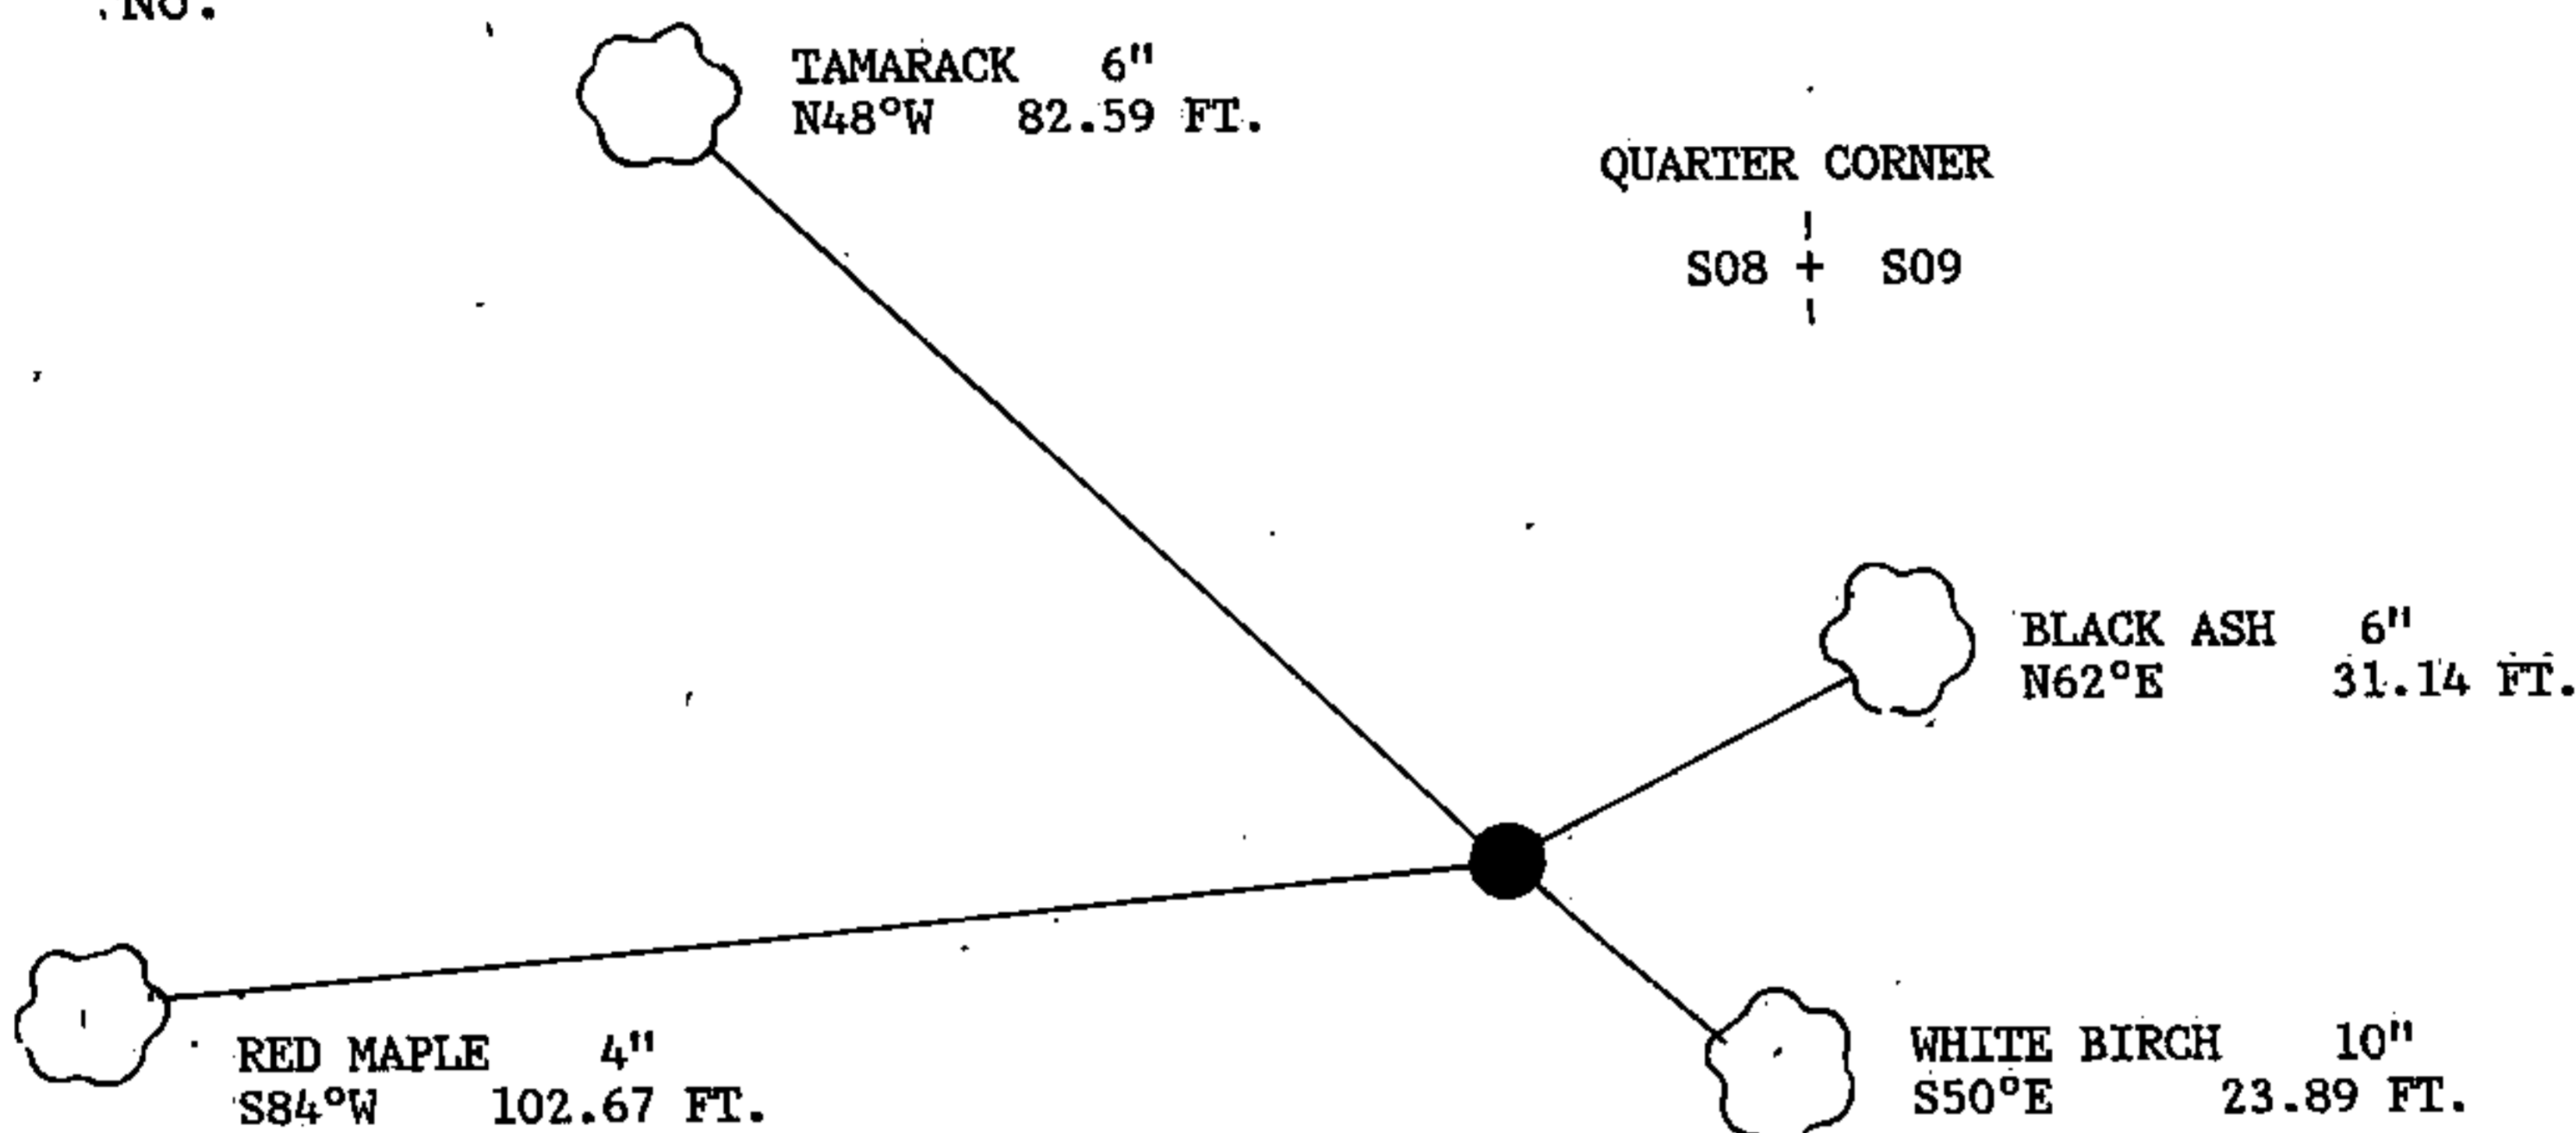 NO.
TAMARACK 6"
N48°W 82.59 FT.
QUARTER CORNER
S08 + S09
BLACK ASH 6"
N62°E 31.14 FT.
RED MAPLE 4"
S84°W 102.67 FT.
WHITE BIRCH 10"
S50°E 23.89 FT.